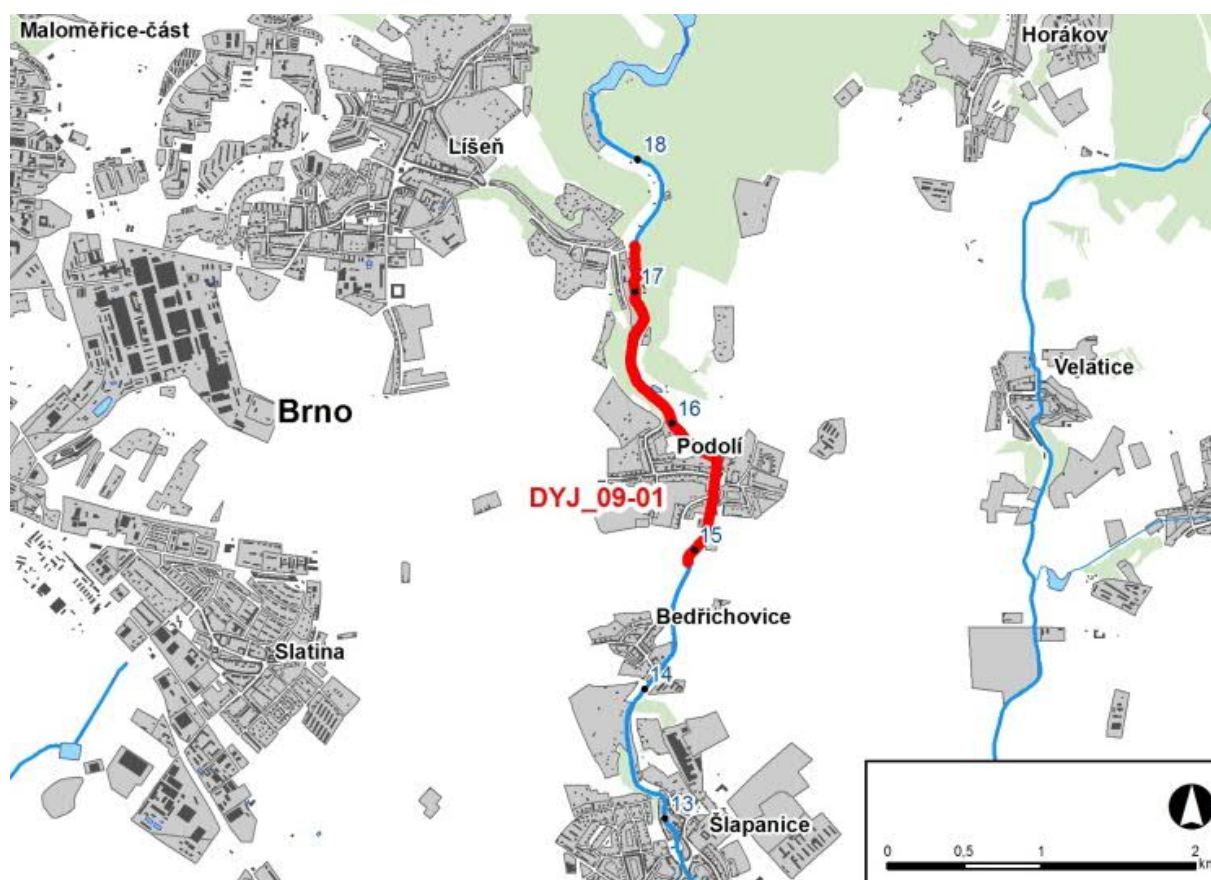 Maloměřice-část
Horákov
Líšeň
18
17
Velatice
Brno
16
Podolí
DYJ_09-01
15
Bedřichovice
Slatina
14
13
Šlapanice
0 0,5 1 2
km